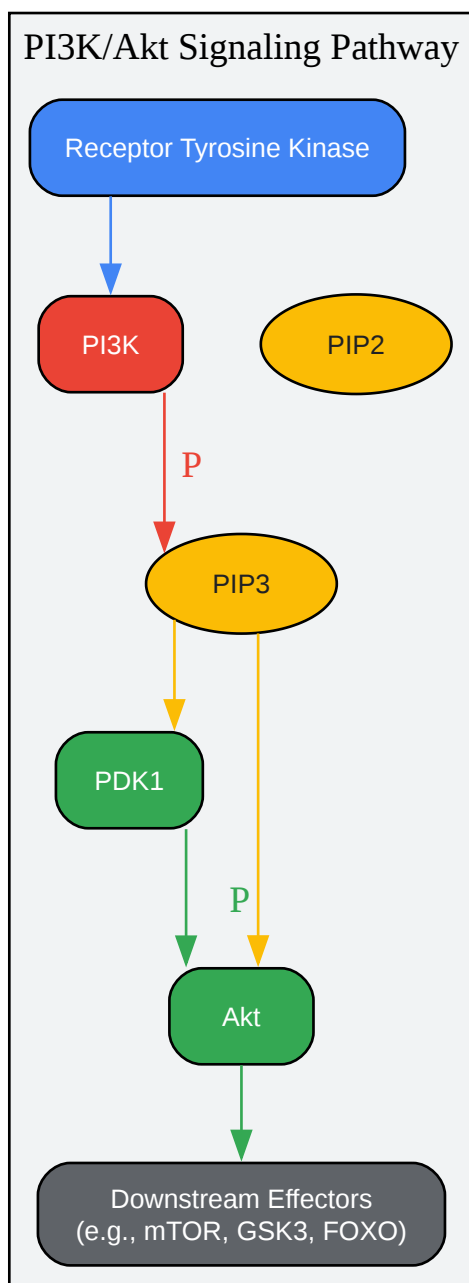 PI3K/Akt Signaling Pathway
Receptor Tyrosine Kinase
PI3K
PIP2
P
PIP3
PDK1
P
Akt
Downstream Effectors
(e.g., mTOR, GSK3, FOXO)